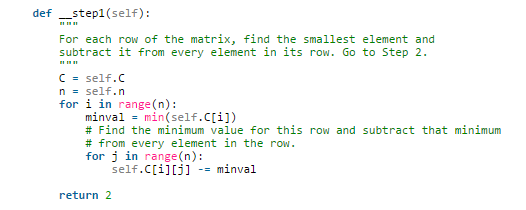 def __step1(self):
"""
For each row of the matrix, find the smallest element and
subtract it from every element in its row. Go to Step 2.
"""
C = self.C
n = self.n
for i in range(n):
minval = min(self.C[i])
# Find the minimum value for this row and subtract that minimum
# from every element in the row.
for j in range(n):
self.C[i][j] -= minval
return 2